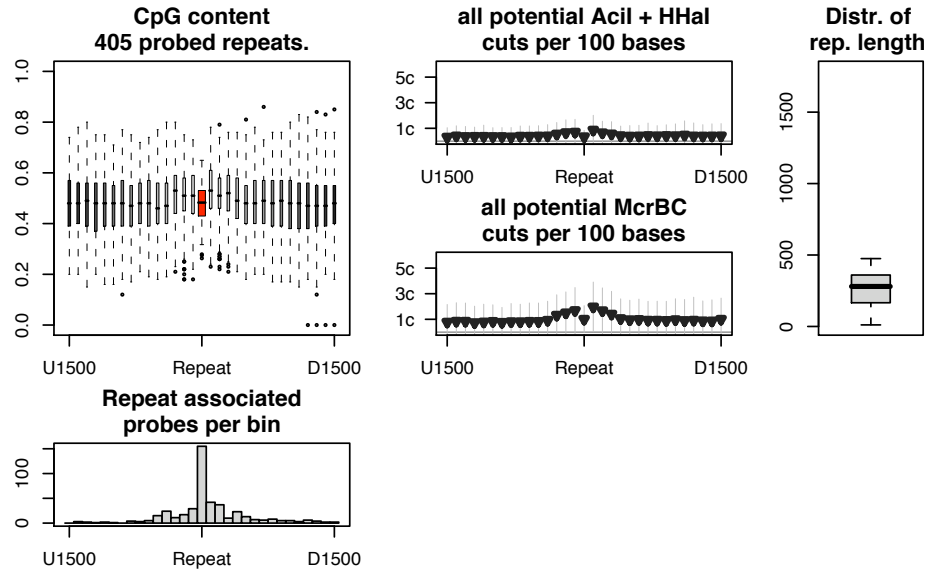 CpG content
405 probed repeats.
1.0
0.8
0.6
0.4
0.2
0.0
U1500 Repeat D1500
all potential AciI + HHaI
cuts per 100 bases
5c
3c
1c
U1500 Repeat D1500
all potential McrBC
cuts per 100 bases
5c
3c
1c
U1500 Repeat D1500
Distr. of
rep. length
1500
1000
500
0
Repeat associated
probes per bin
100
0
U1500 Repeat D1500